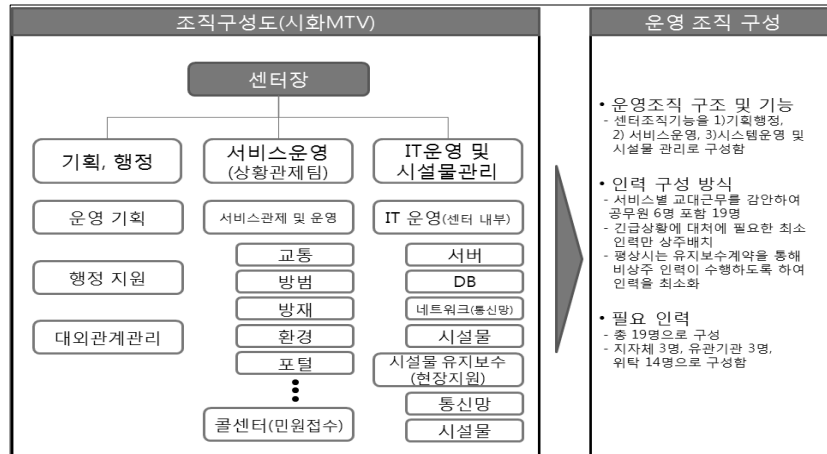 조직구성도(시화MTV)
센터장
기획, 행정
운영 기획
행정 지원
대외관계관리
서비스운영
(상황관제팀)
서비스관제 및 운영
교통
방범
방재
환경
포털
콜센터(민원접수)
IT운영 및
시설물관리
IT 운영(센터 내부)
서버
DB
네트워크(통신망)
시설물
시설물 유지보수
(현장지원)
통신망
시설물
운영 조직 구성
• 운영조직 구조 및 기능
- 센터조직기능을 1)기획행정,
2) 서비스운영, 3)시스템운영 및
시설물 관리로 구성함
• 인력 구성 방식
- 서비스별 교대근무를 감안하여
공무원 6명 포함 19명
- 긴급상황에 대처에 필요한 최소
인력만 상주배치
- 평상시는 유지보수계약을 통해
비상주 인력이 수행하도록 하여
인력을 최소화
• 필요 인력
- 총 19명으로 구성
- 지자체 3명, 유관기관 3명,
위탁 14명으로 구성함